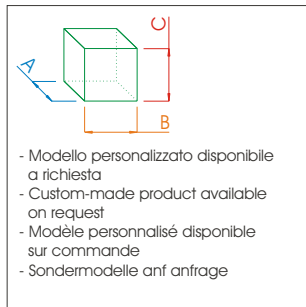 C
A
B
- Modello personalizzato disponibile
a richiesta
- Custom-made product available
on request
- Modèle personnalisé disponible
sur commande
- Sondermodelle anf anfrage